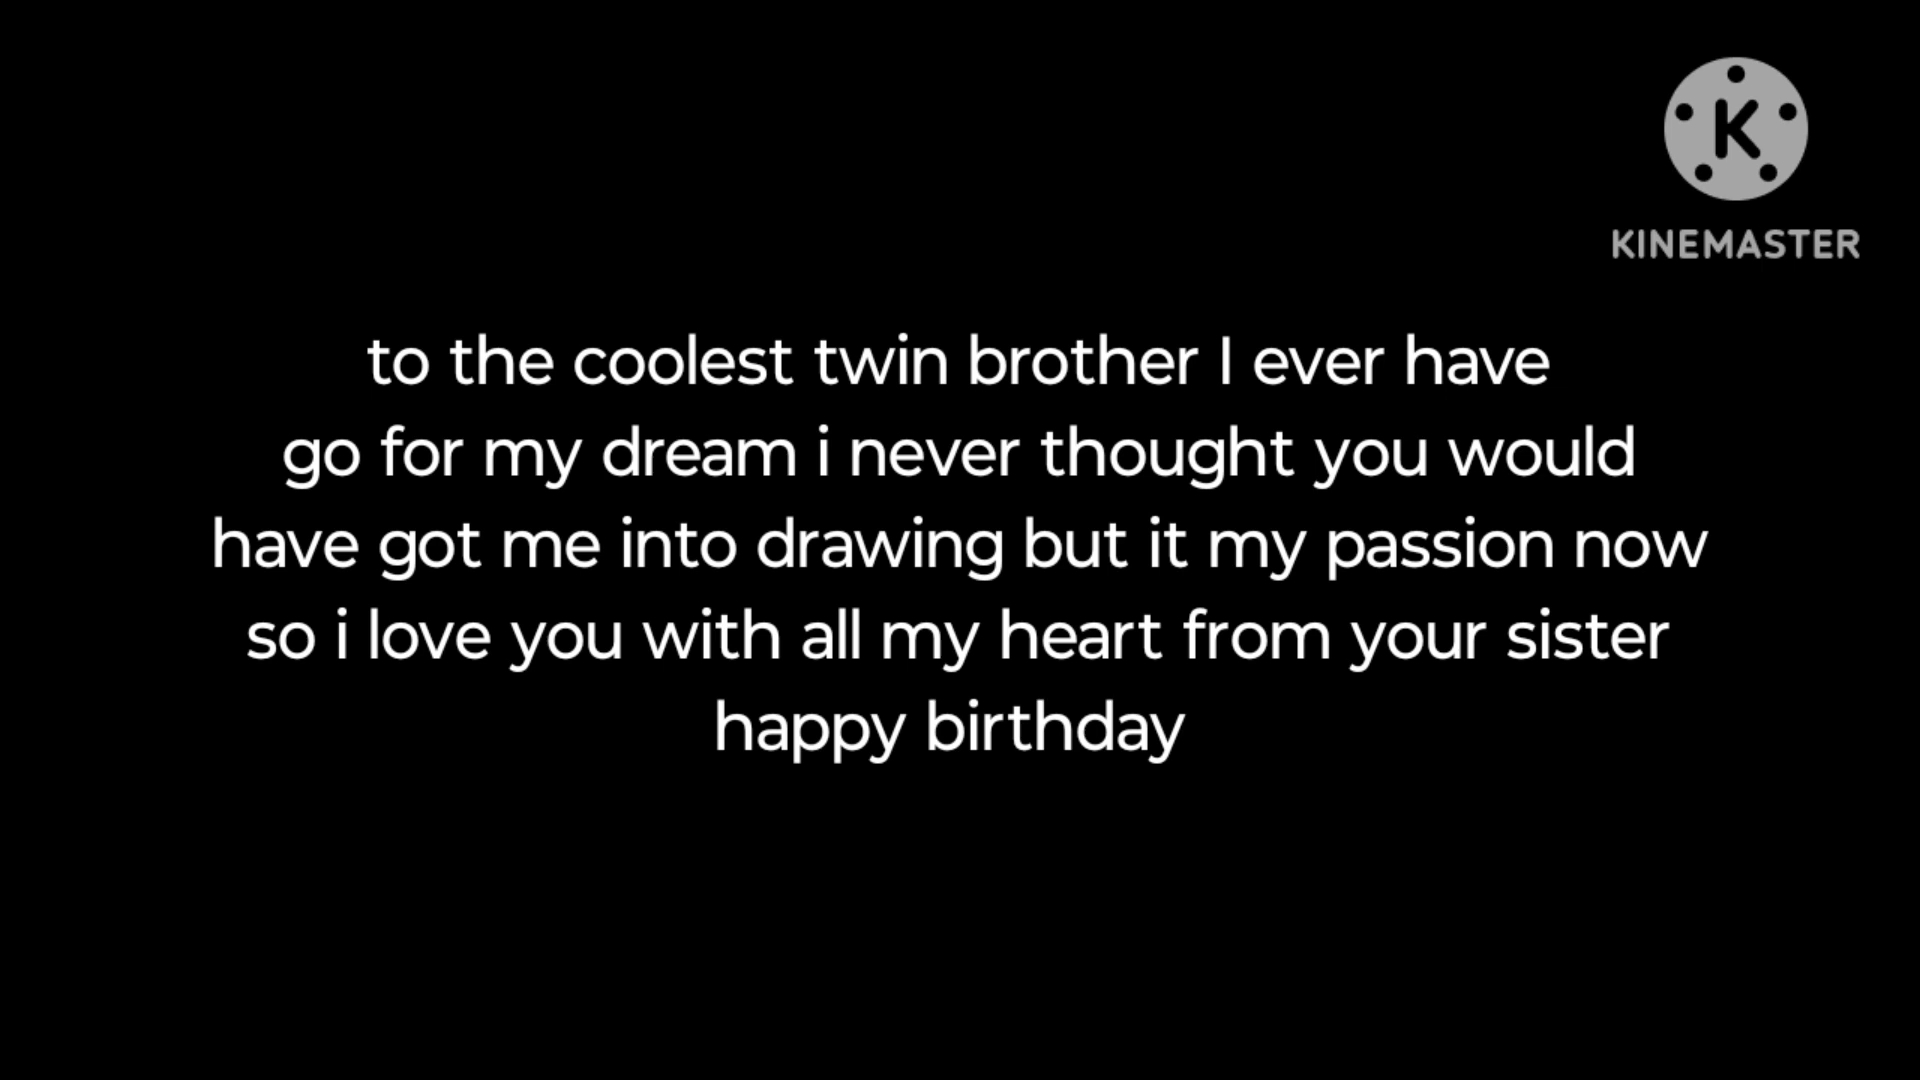 K
KINEMASTER
to the coolest twin brother I ever have
go for my dream i never thought you would
have got me into drawing but it my passion now
so i love you with all my heart from your sister
happy birthday